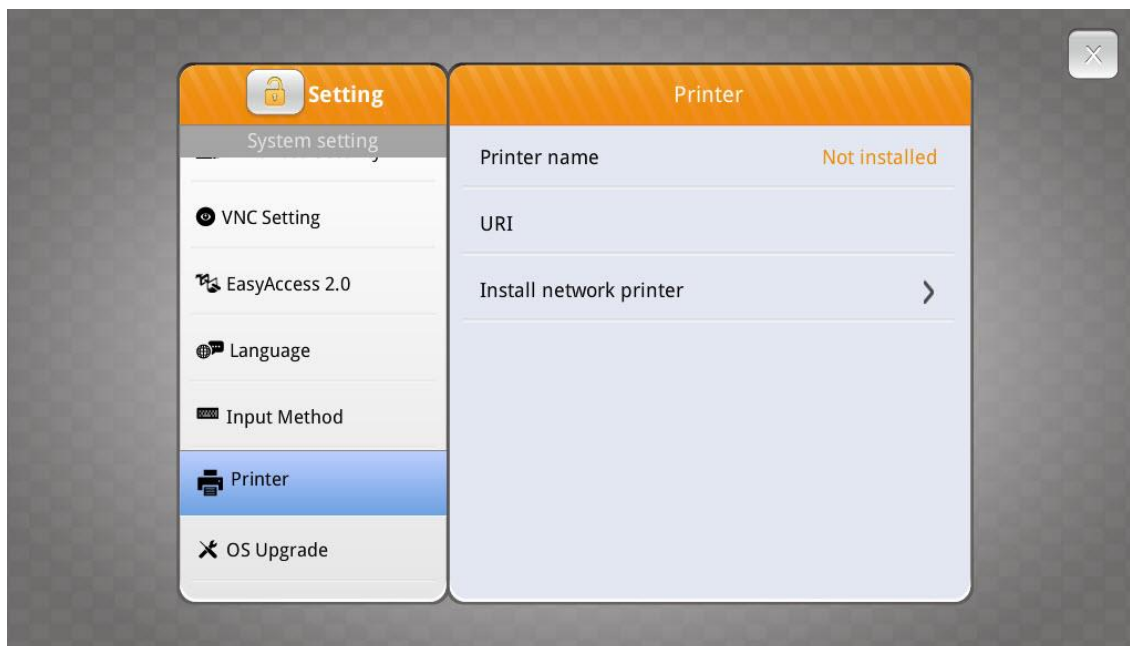 Setting
System setting
VNC Setting
EasyAccess 2.0
Language
Input Method
Printer
OS Upgrade
Printer
Printer name Not installed
URI
Install network printer
X